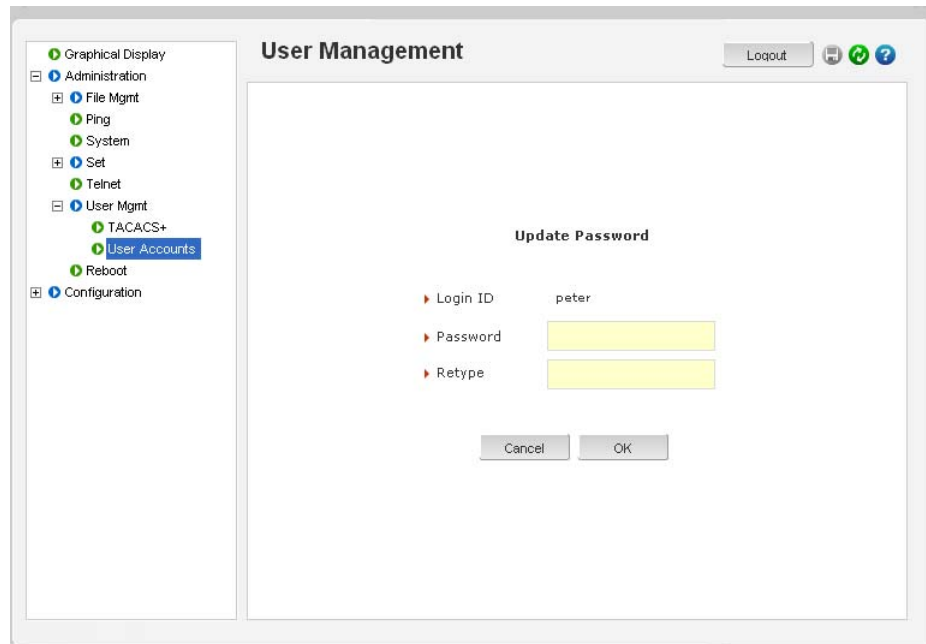 Graphical Display
Administration
File Mgmt
Ping
System
Set
Telnet
User Mgmt
TACACS+
User Accounts
Reboot
Configuration
User Management
Logout
Update Password
Login ID peter
Password
Retype
Cancel OK